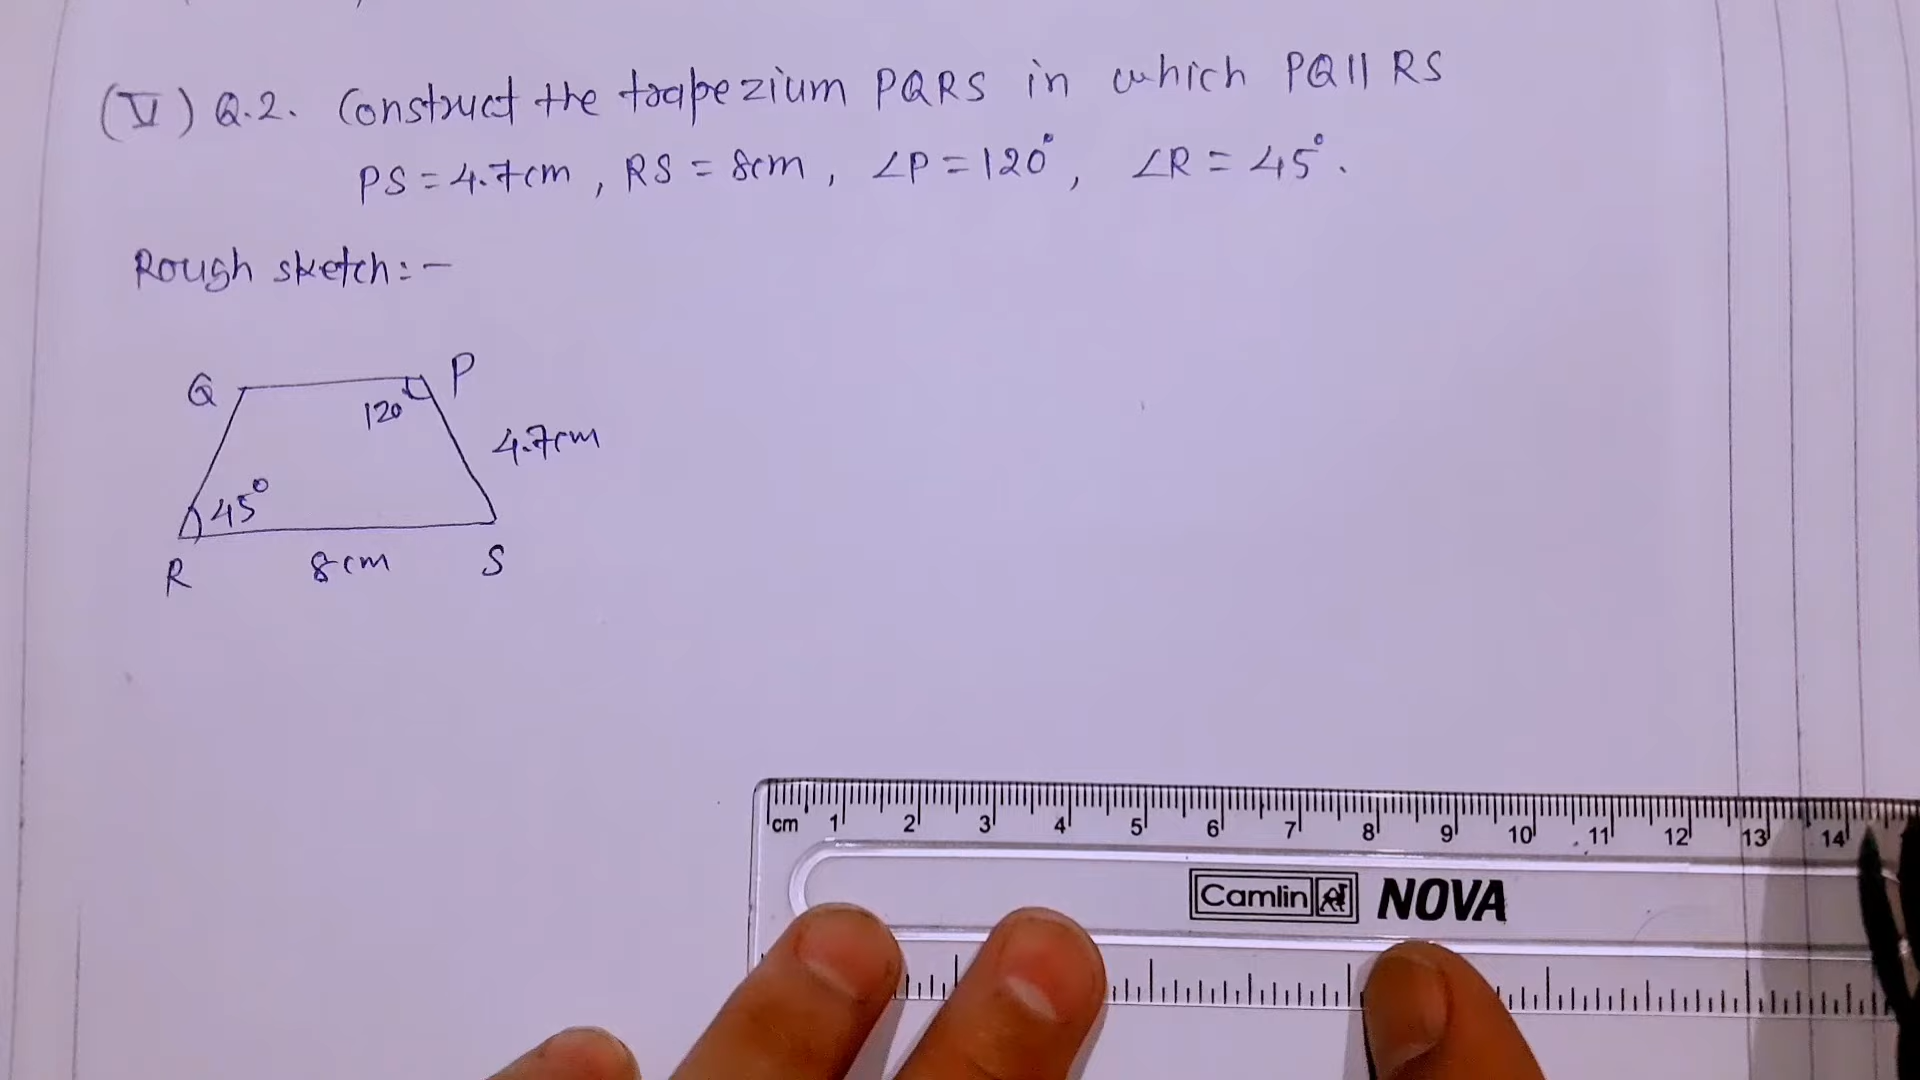 (V) Q.2. Construct the trapezium PQRS in which PQ || RS
PS = 4.7cm, RS = 8cm, ∠P = 120°, ∠R = 45°.
Rough sketch:-
Q P
120
4.7cm
45°
R 8cm S
cm 1 2 3 4 5 6 7 8 9 10 11 12 13 14
Camlin NOVA